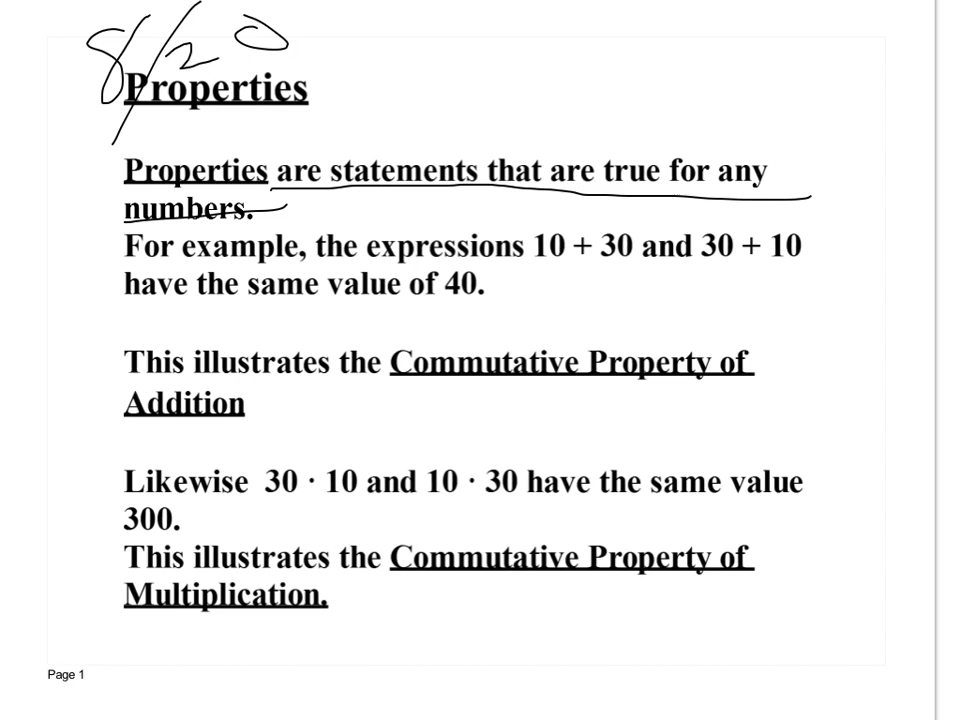 8/20
Properties
Properties are statements that are true for any
numbers.
For example, the expressions 10 + 30 and 30 + 10
have the same value of 40.
This illustrates the Commutative Property of
Addition
Likewise 30 · 10 and 10 · 30 have the same value
300.
This illustrates the Commutative Property of
Multiplication.
Page 1